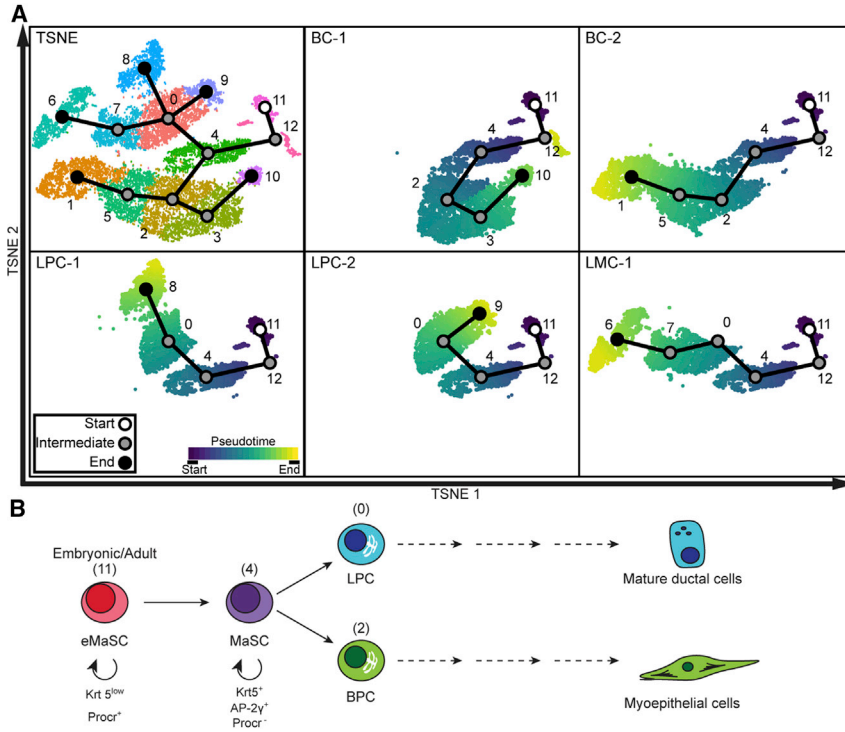 A
TSNE
8
9
6
7
0
11
12
4
10
1
5
2
3
BC-1
11
12
4
10
2
3
BC-2
11
12
4
1
5
2
LPC-1
8
0
11
4
12
Start
Intermediate
End
Pseudotime
Start
End
LPC-2
9
0
11
4
12
LMC-1
6
7
0
11
4
12
TSNE 2
TSNE 1
B
Embryonic/Adult
(11)
eMaSC
Krt 5low
Procr+
(4)
MaSC
Krt5+
AP-2γ+
Procr-
(0)
LPC
Mature ductal cells
(2)
BPC
Myoepithelial cells